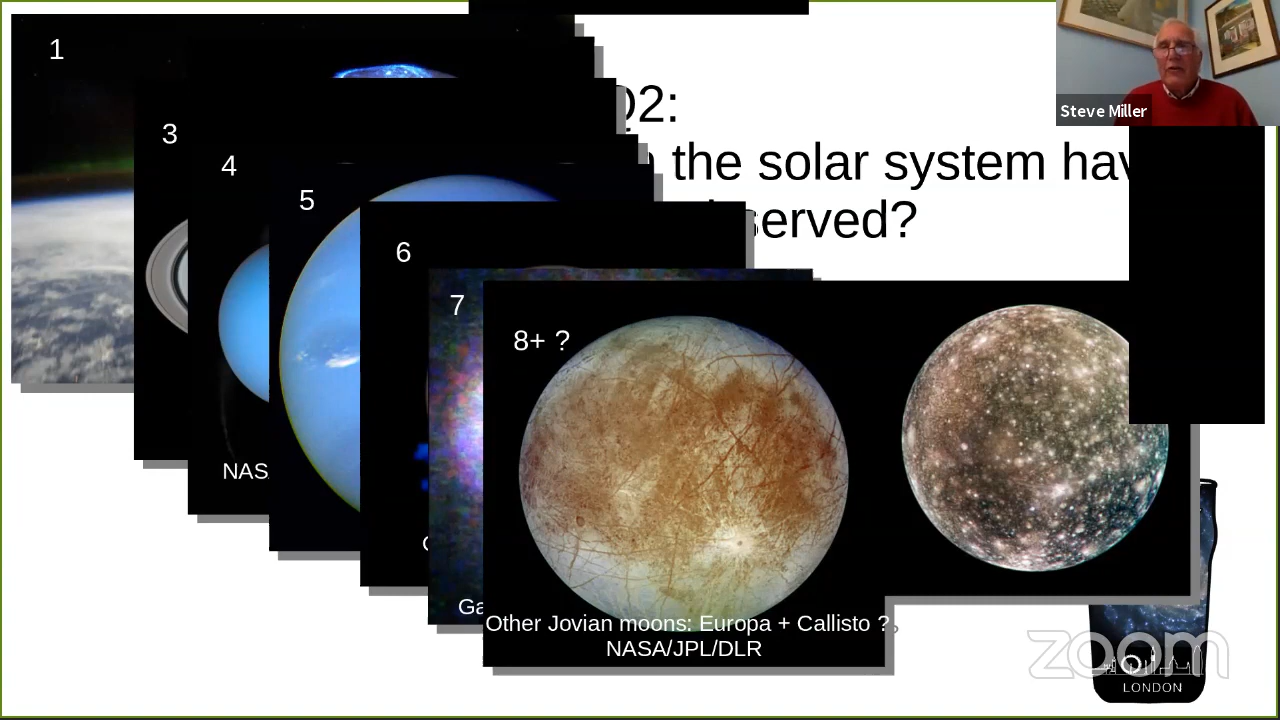 1
Q2:
Steve Miller
3
the solar system hav
4
5
served?
6
7
8+ ?
NAS
Ga
Other Jovian moons: Europa + Callisto ?
NASA/JPL/DLR
zoom
LONDON